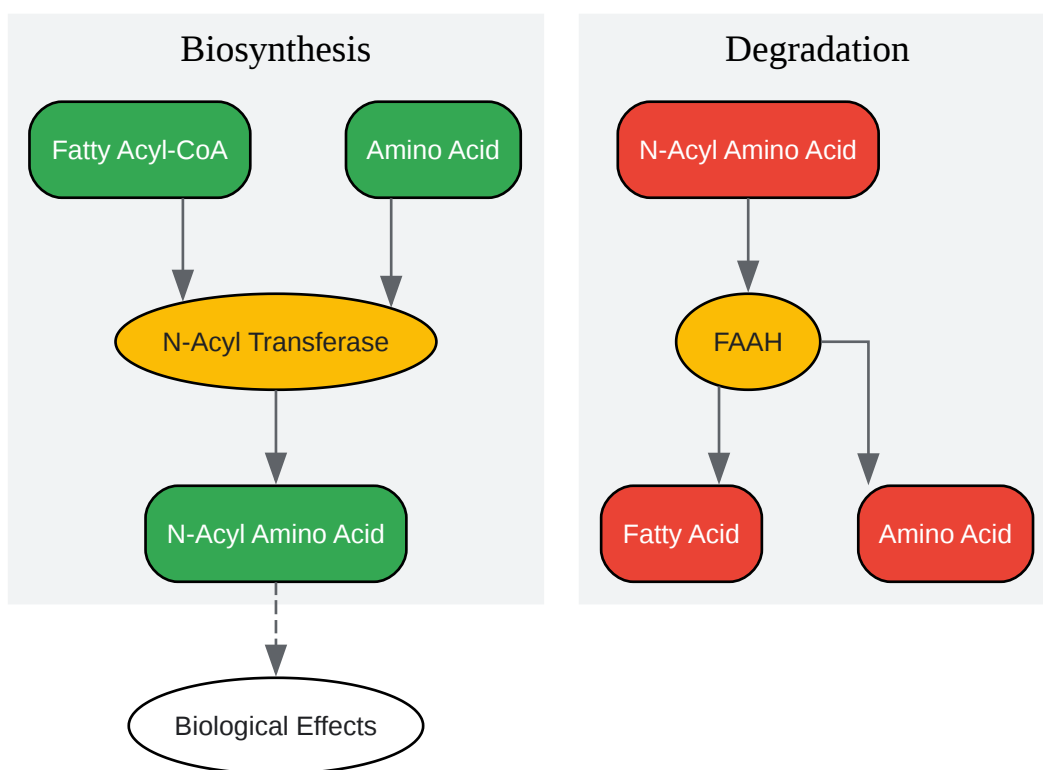 Biosynthesis
Fatty Acyl-CoA
Amino Acid
N-Acyl Transferase
N-Acyl Amino Acid
Biological Effects
Degradation
N-Acyl Amino Acid
FAAH
Fatty Acid
Amino Acid